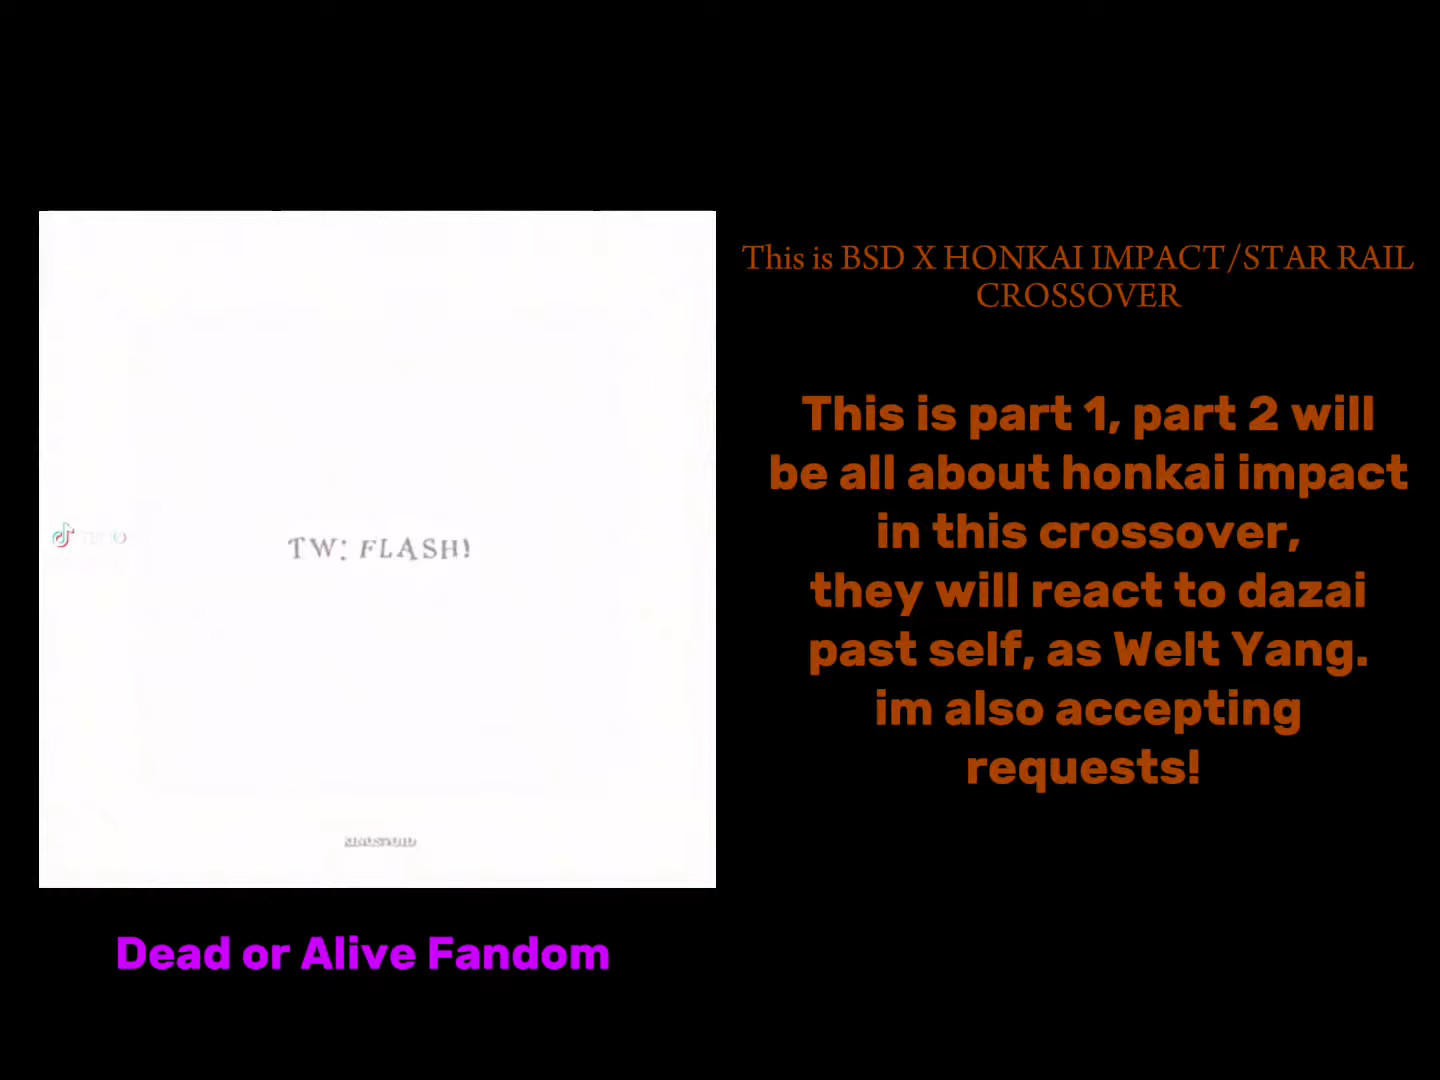 This is BSD X HONKAI IMPACT/STAR RAIL
CROSSOVER
This is part 1, part 2 will
be all about honkai impact
in this crossover,
they will react to dazai
past self, as Welt Yang.
im also accepting
requests!
TW: FLASH!
Dead or Alive Fandom